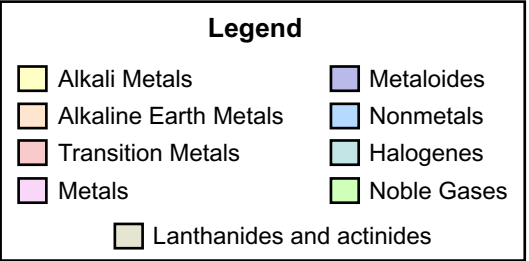 Legend
Alkali Metals
Alkaline Earth Metals
Transition Metals
Metals
Metaloides
Nonmetals
Halogenes
Noble Gases
Lanthanides and actinides